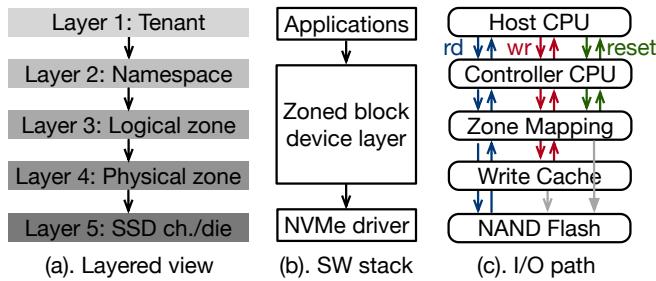 Layer 1: Tenant
Layer 2: Namespace
Layer 3: Logical zone
Layer 4: Physical zone
Layer 5: SSD ch./die
(a). Layered view
Applications
Zoned block
device layer
NVMe driver
(b). SW stack
Host CPU
rd wr reset
Controller CPU
Zone Mapping
Write Cache
NAND Flash
(c). I/O path